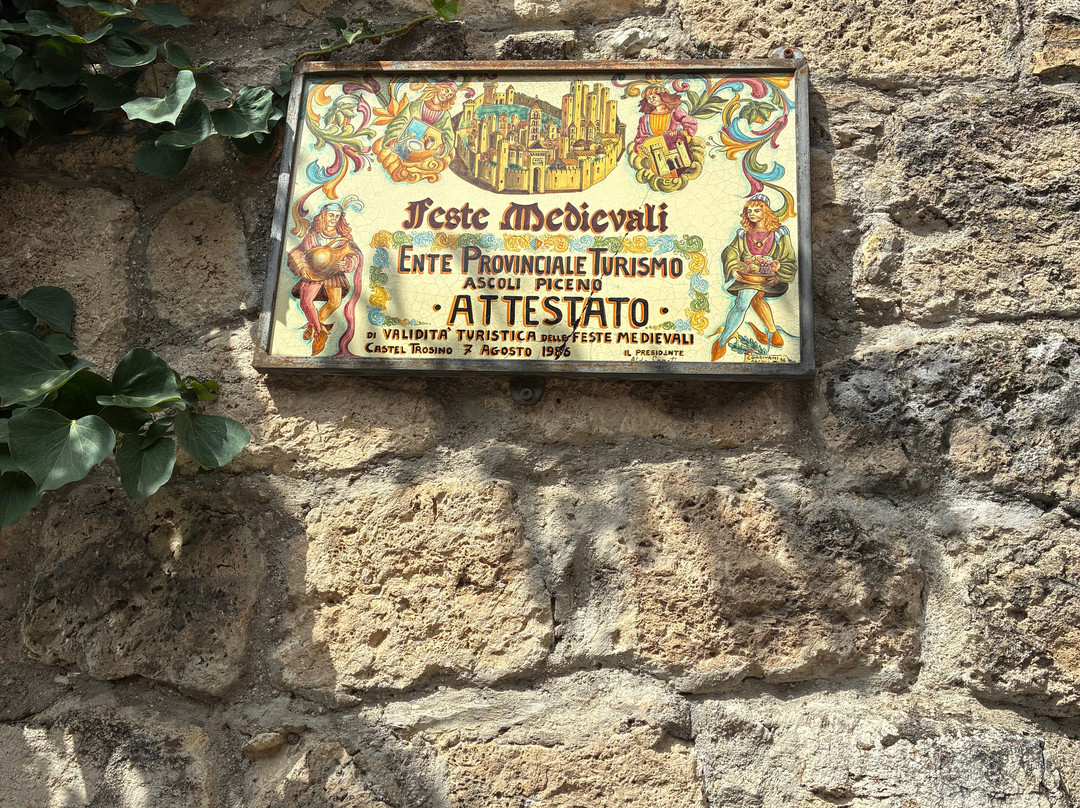 Feste Medievali
ENTE PROVINCIALE TURISMO
ASCOLI PICENO
· ATTESTATO ·
DI VALIDITA' TURISTICA DELLE FESTE MEDIEVALI
CASTEL TROSINO 7 AGOSTO 1986 IL PRESIDENTE